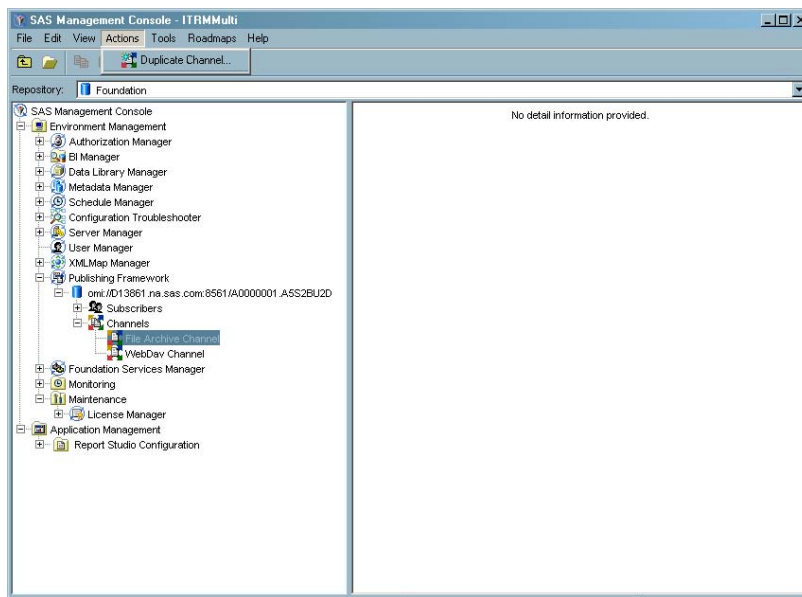 SAS Management Console - ITRMMulti
File Edit View Actions Tools Roadmaps Help
Duplicate Channel...
Repository: Foundation
SAS Management Console
No detail information provided.
Environment Management
Authorization Manager
BI Manager
Data Library Manager
Metadata Manager
Schedule Manager
Configuration Troubleshooter
Server Manager
User Manager
XMLMap Manager
Publishing Framework
omi://D13861.na.sas.com:8561/A0000001.A5S2BU2D
Subscribers
Channels
File Archive Channel
WebDav Channel
Foundation Services Manager
Monitoring
Maintenance
License Manager
Application Management
Report Studio Configuration